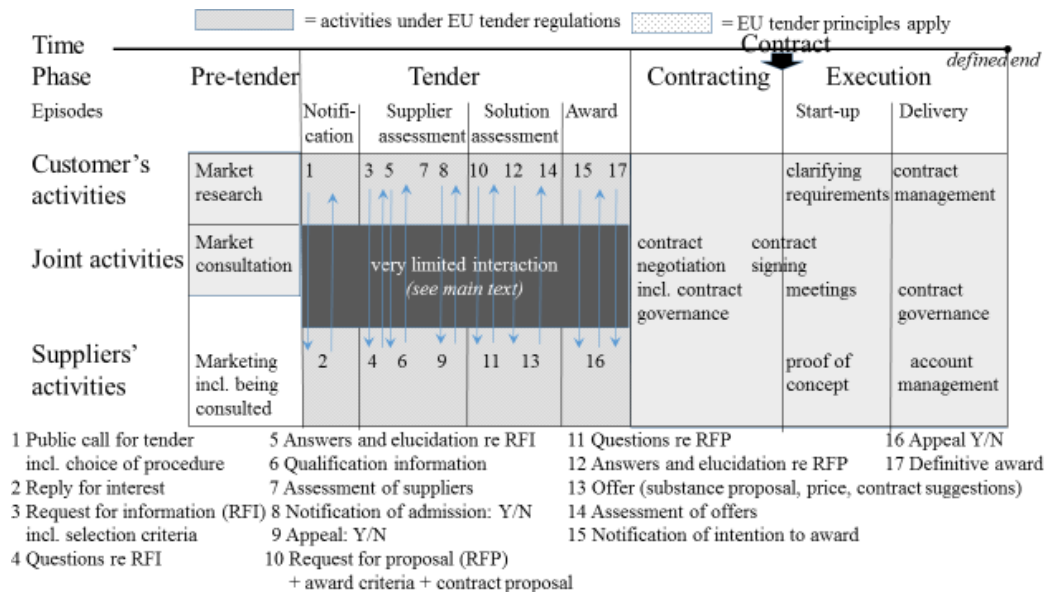 = activities under EU tender regulations = EU tender principles apply
Time Contract
defined end
Phase Pre-tender Tender Contracting Execution
Episodes Notifi- Supplier Solution Award Start-up Delivery
cation assessment assessment
Customer's Market 1 3 5 7 8 10 12 14 15 17 clarifying contract
activities research requirements management
Joint activities Market consultation
very limited interaction
(see main text)
contract negotiation incl. contract governance
contract signing
meetings contract governance
Suppliers' Marketing 2 4 6 9 11 13 16 proof of account
activities incl. being concept management
consulted
1 Public call for tender
incl. choice of procedure
2 Reply for interest
3 Request for information (RFI)
incl. selection criteria
4 Questions re RFI
5 Answers and elucidation re RFI
6 Qualification information
7 Assessment of suppliers
8 Notification of admission: Y/N
9 Appeal: Y/N
10 Request for proposal (RFP)
+ award criteria + contract proposal
11 Questions re RFP
12 Answers and elucidation re RFP
13 Offer (substance proposal, price, contract suggestions)
14 Assessment of offers
15 Notification of intention to award
16 Appeal Y/N
17 Definitive award